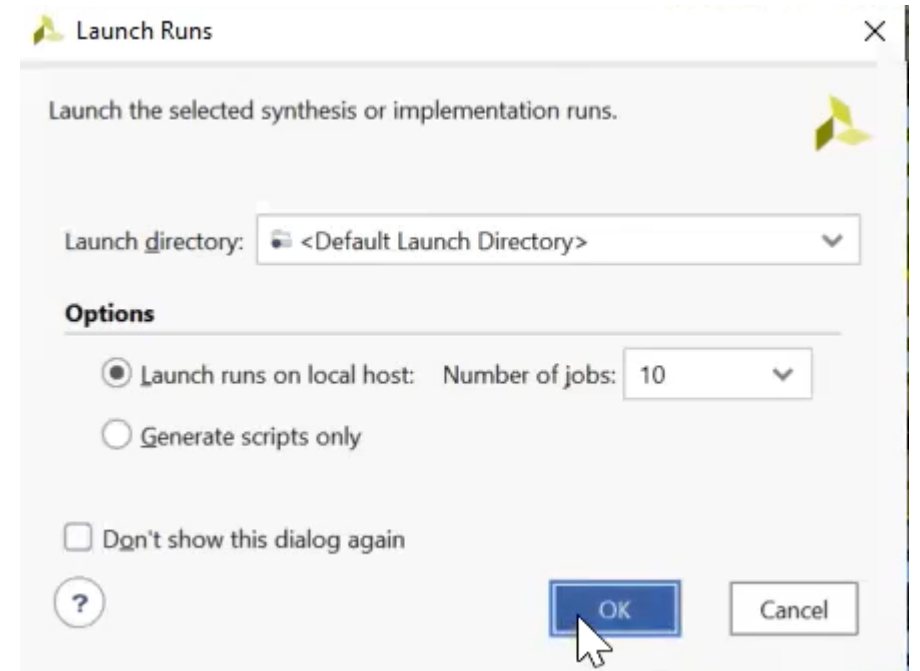 Launch Runs
Launch the selected synthesis or implementation runs.
Launch directory: <Default Launch Directory>
Options
Launch runs on local host: Number of jobs: 10
Generate scripts only
Don't show this dialog again
? OK Cancel